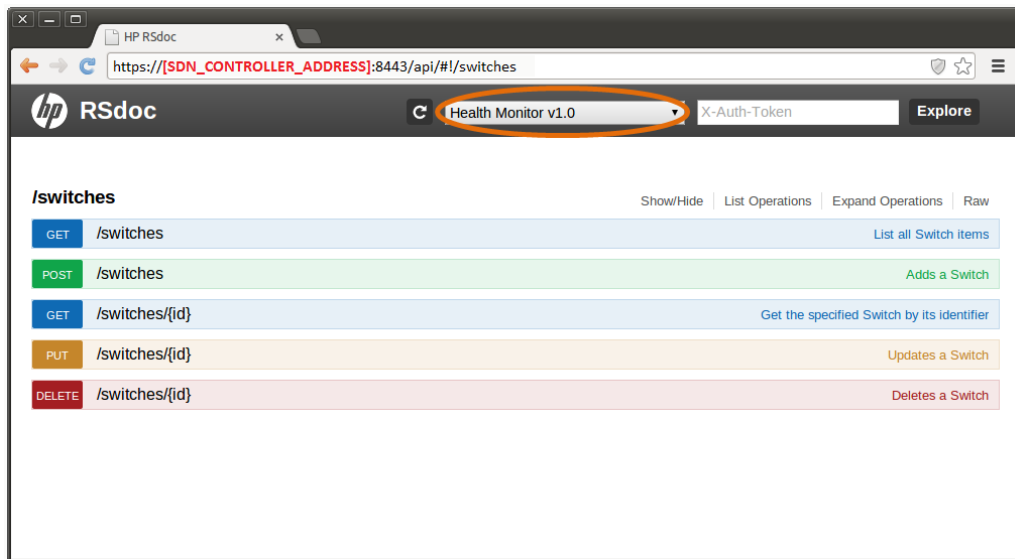 HP RSdoc
https://[SDN_CONTROLLER_ADDRESS]:8443/api/#!/switches
hp RSdoc Health Monitor v1.0 X-Auth-Token Explore
/switches Show/Hide List Operations Expand Operations Raw
GET /switches List all Switch items
POST /switches Adds a Switch
GET /switches/{id} Get the specified Switch by its identifier
PUT /switches/{id} Updates a Switch
DELETE /switches/{id} Deletes a Switch